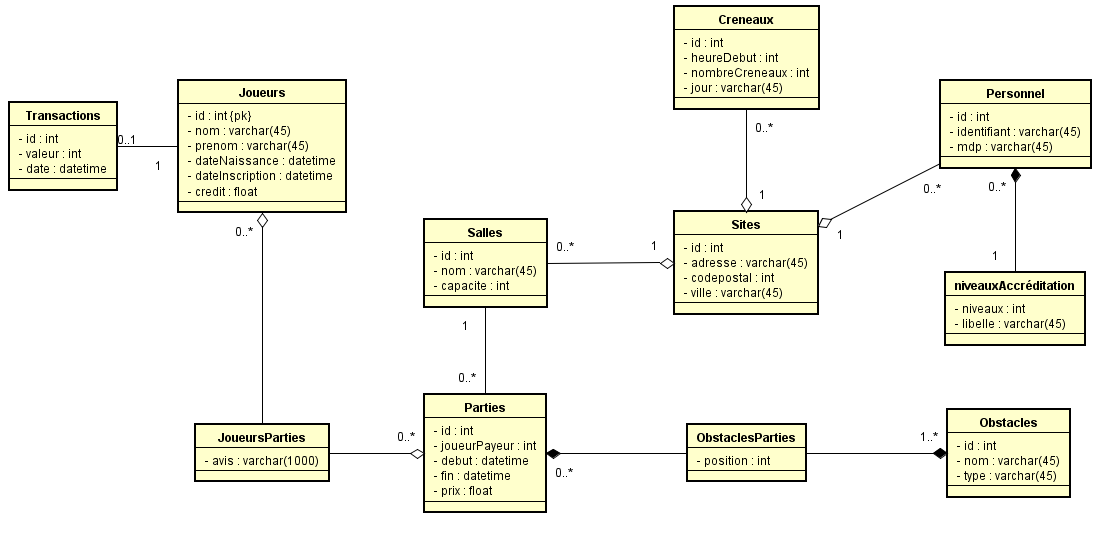 Creneaux
- id : int
- heureDebut : int
- nombreCreneaux : int
- jour : varchar(45)
0..*
1
Joueurs
- id : int {pk}
- nom : varchar(45)
- prenom : varchar(45)
- dateNaissance : datetime
- dateInscription : datetime
- credit : float
0..*
Transactions
- id : int
- valeur : int
- date : datetime
0..1
1
Personnel
- id : int
- identifiant : varchar(45)
- mdp : varchar(45)
0..*
0..*
1
1
Salles
- id : int
- nom : varchar(45)
- capacite : int
0..*
1
1
0..*
Sites
- id : int
- adresse : varchar(45)
- codepostal : int
- ville : varchar(45)
niveauxAccréditation
- niveaux : int
- libelle : varchar(45)
JoueursParties
- avis : varchar(1000)
0..*
Parties
- id : int
- joueurPayeur : int
- debut : datetime
- fin : datetime
- prix : float
0..*
ObstaclesParties
- position : int
1..*
Obstacles
- id : int
- nom : varchar(45)
- type : varchar(45)